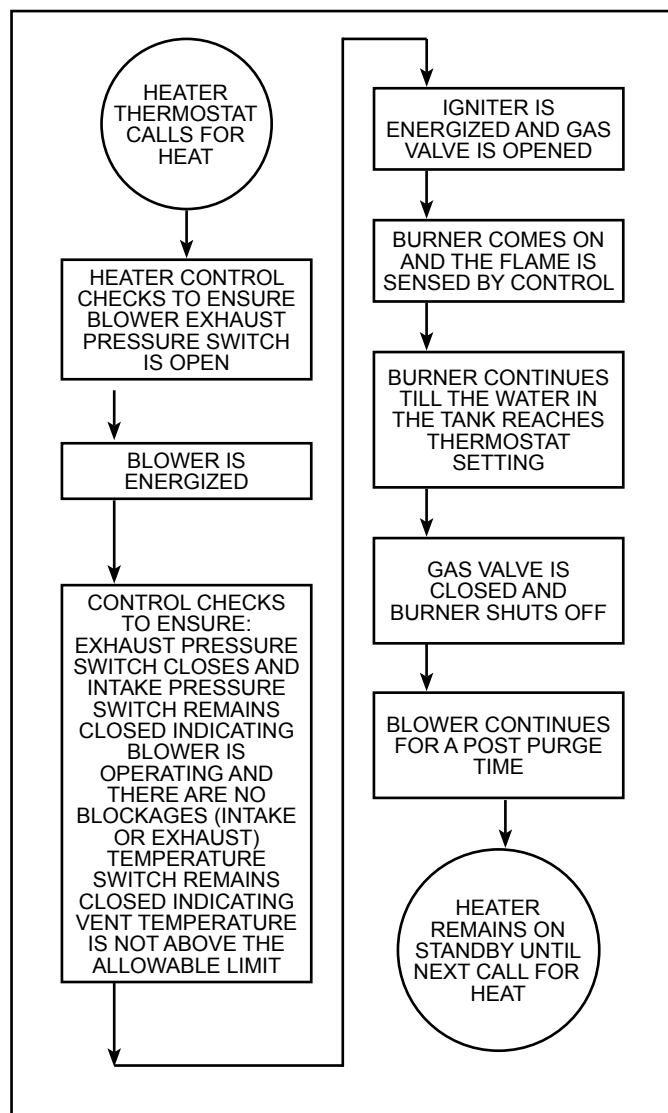 HEATER
THERMOSTAT
CALLS FOR
HEAT
HEATER CONTROL
CHECKS TO ENSURE
BLOWER EXHAUST
PRESSURE SWITCH
IS OPEN
BLOWER IS
ENERGIZED
CONTROL CHECKS
TO ENSURE:
EXHAUST PRESSURE
SWITCH CLOSES AND
INTAKE PRESSURE
SWITCH REMAINS
CLOSED INDICATING
BLOWER IS
OPERATING AND
THERE ARE NO
BLOCKAGES (INTAKE
OR EXHAUST)
TEMPERATURE
SWITCH REMAINS
CLOSED INDICATING
VENT TEMPERATURE
IS NOT ABOVE THE
ALLOWABLE LIMIT
IGNITER IS
ENERGIZED AND GAS
VALVE IS OPENED
BURNER COMES ON
AND THE FLAME IS
SENSED BY CONTROL
BURNER CONTINUES
TILL THE WATER IN
THE TANK REACHES
THERMOSTAT
SETTING
GAS VALVE IS
CLOSED AND
BURNER SHUTS OFF
BLOWER CONTINUES
FOR A POST PURGE
TIME
HEATER
REMAINS ON
STANDBY UNTIL
NEXT CALL FOR
HEAT